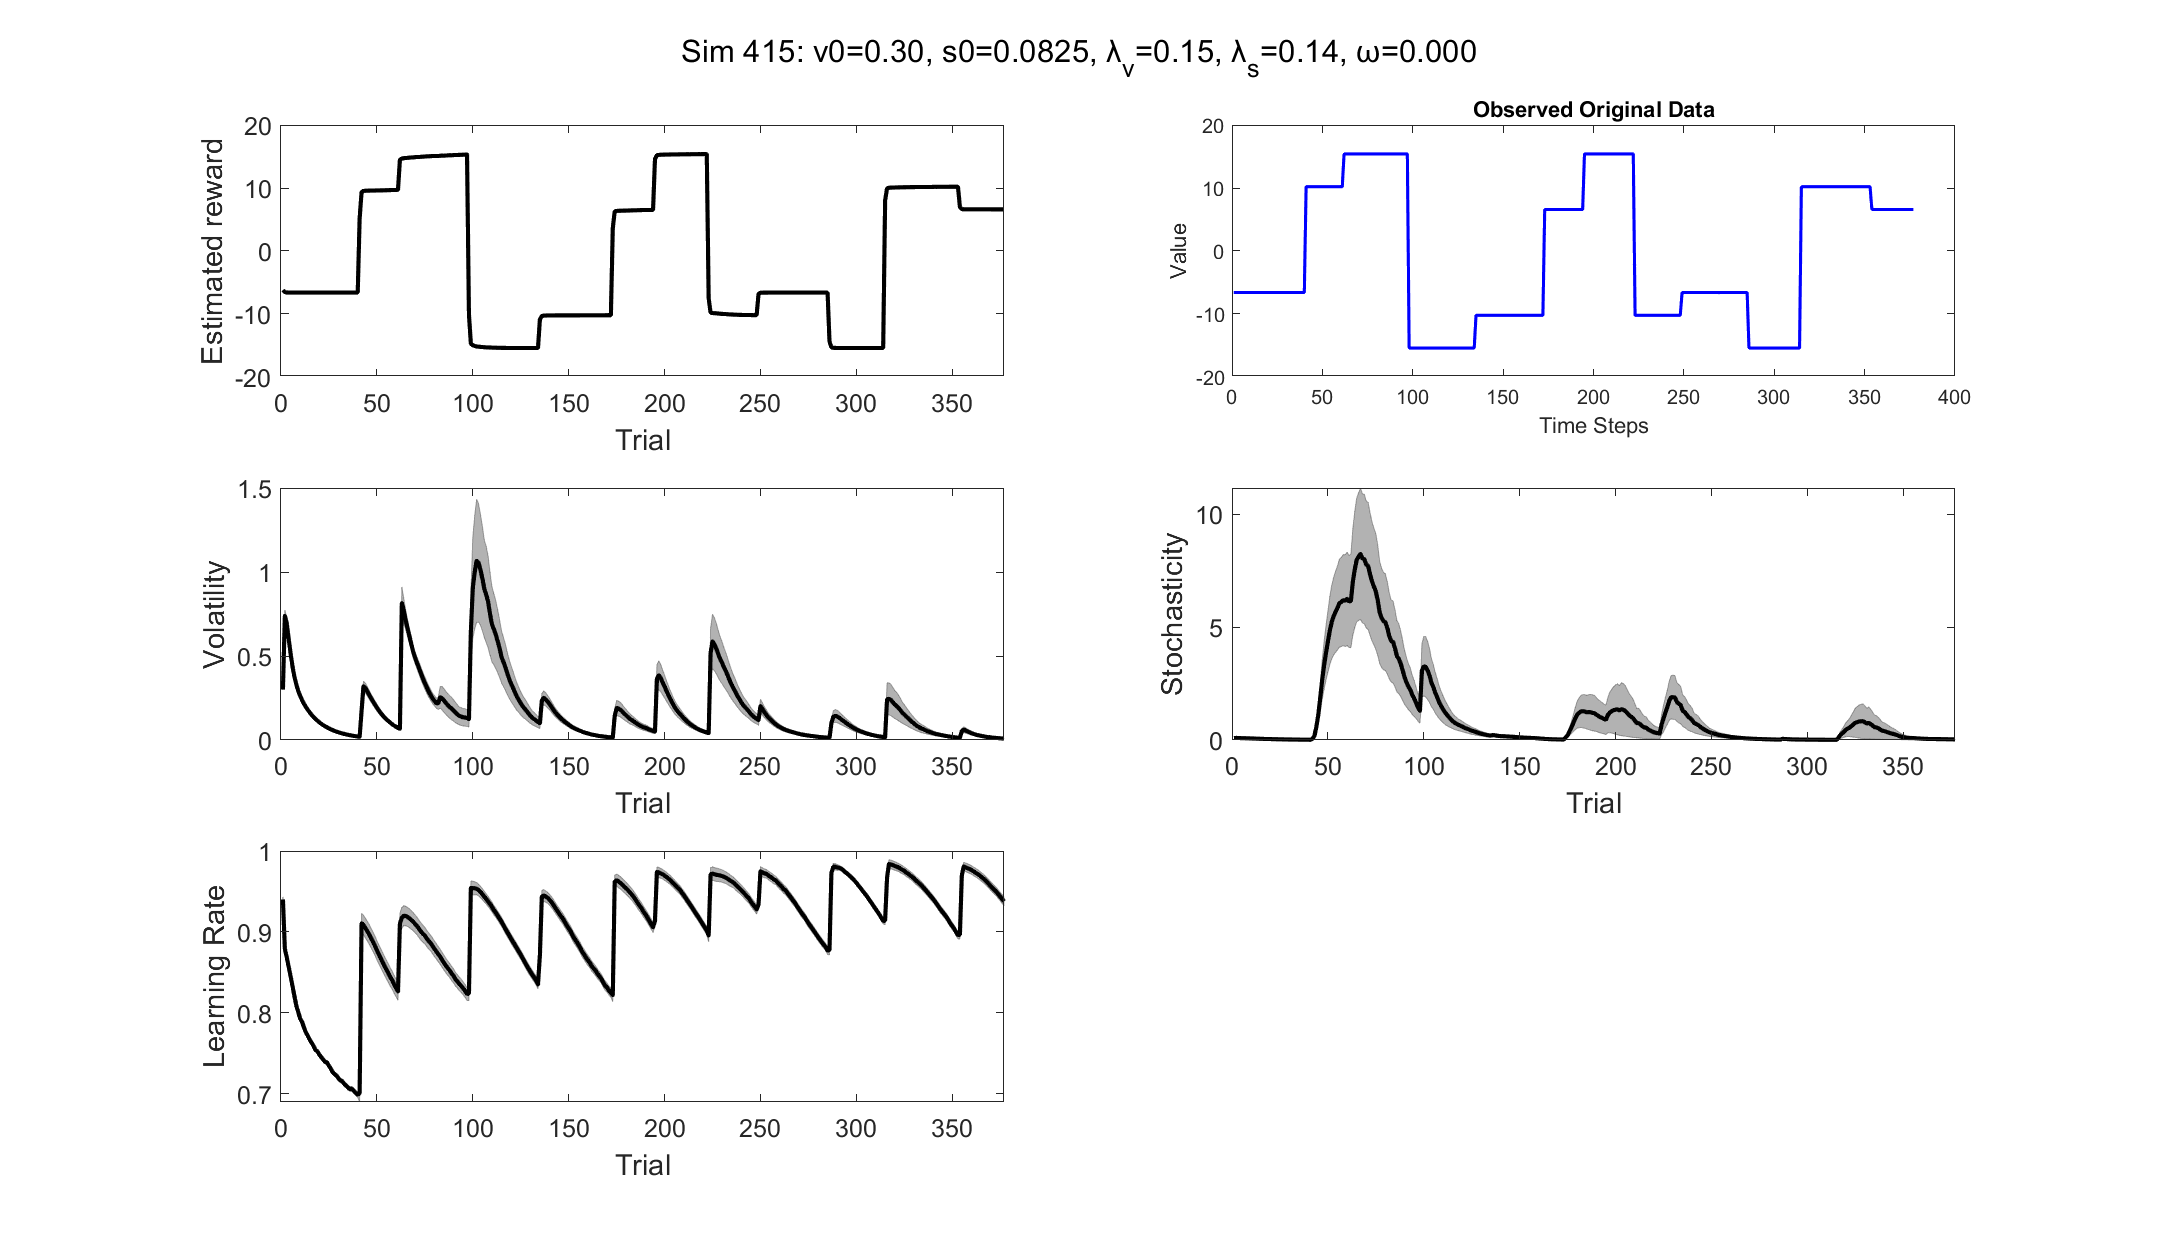 Sim 415: v0=0.30, s0=0.0825, λv=0.15, λs=0.14, ω=0.000
Estimated reward
20
10
0
-10
-20
0 50 100 150 200 250 300 350
Trial
Observed Original Data
Value
20
10
0
-10
-20
0 50 100 150 200 250 300 350 400
Time Steps
Volatility
1.5
1
0.5
0
0 50 100 150 200 250 300 350
Trial
Stochasticity
10
5
0
0 50 100 150 200 250 300 350
Trial
Learning Rate
1
0.9
0.8
0.7
0 50 100 150 200 250 300 350
Trial